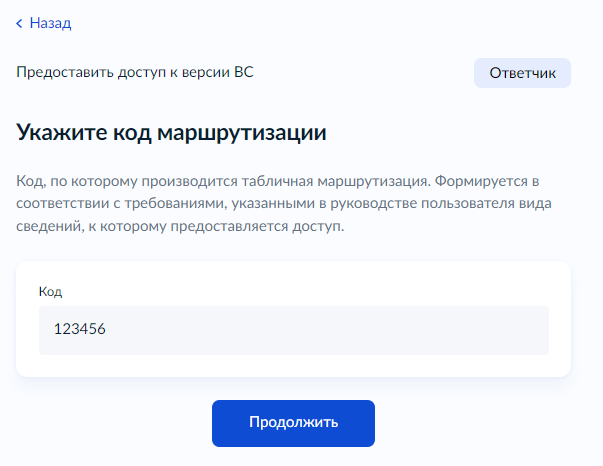 Назад
Предоставить доступ к версии ВС
Ответчик
Укажите код маршрутизации
Код, по которому производится табличная маршрутизация. Формируется в
соответствии с требованиями, указанными в руководстве пользователя вида
сведений, к которому предоставляется доступ.
Код
123456
Продолжить